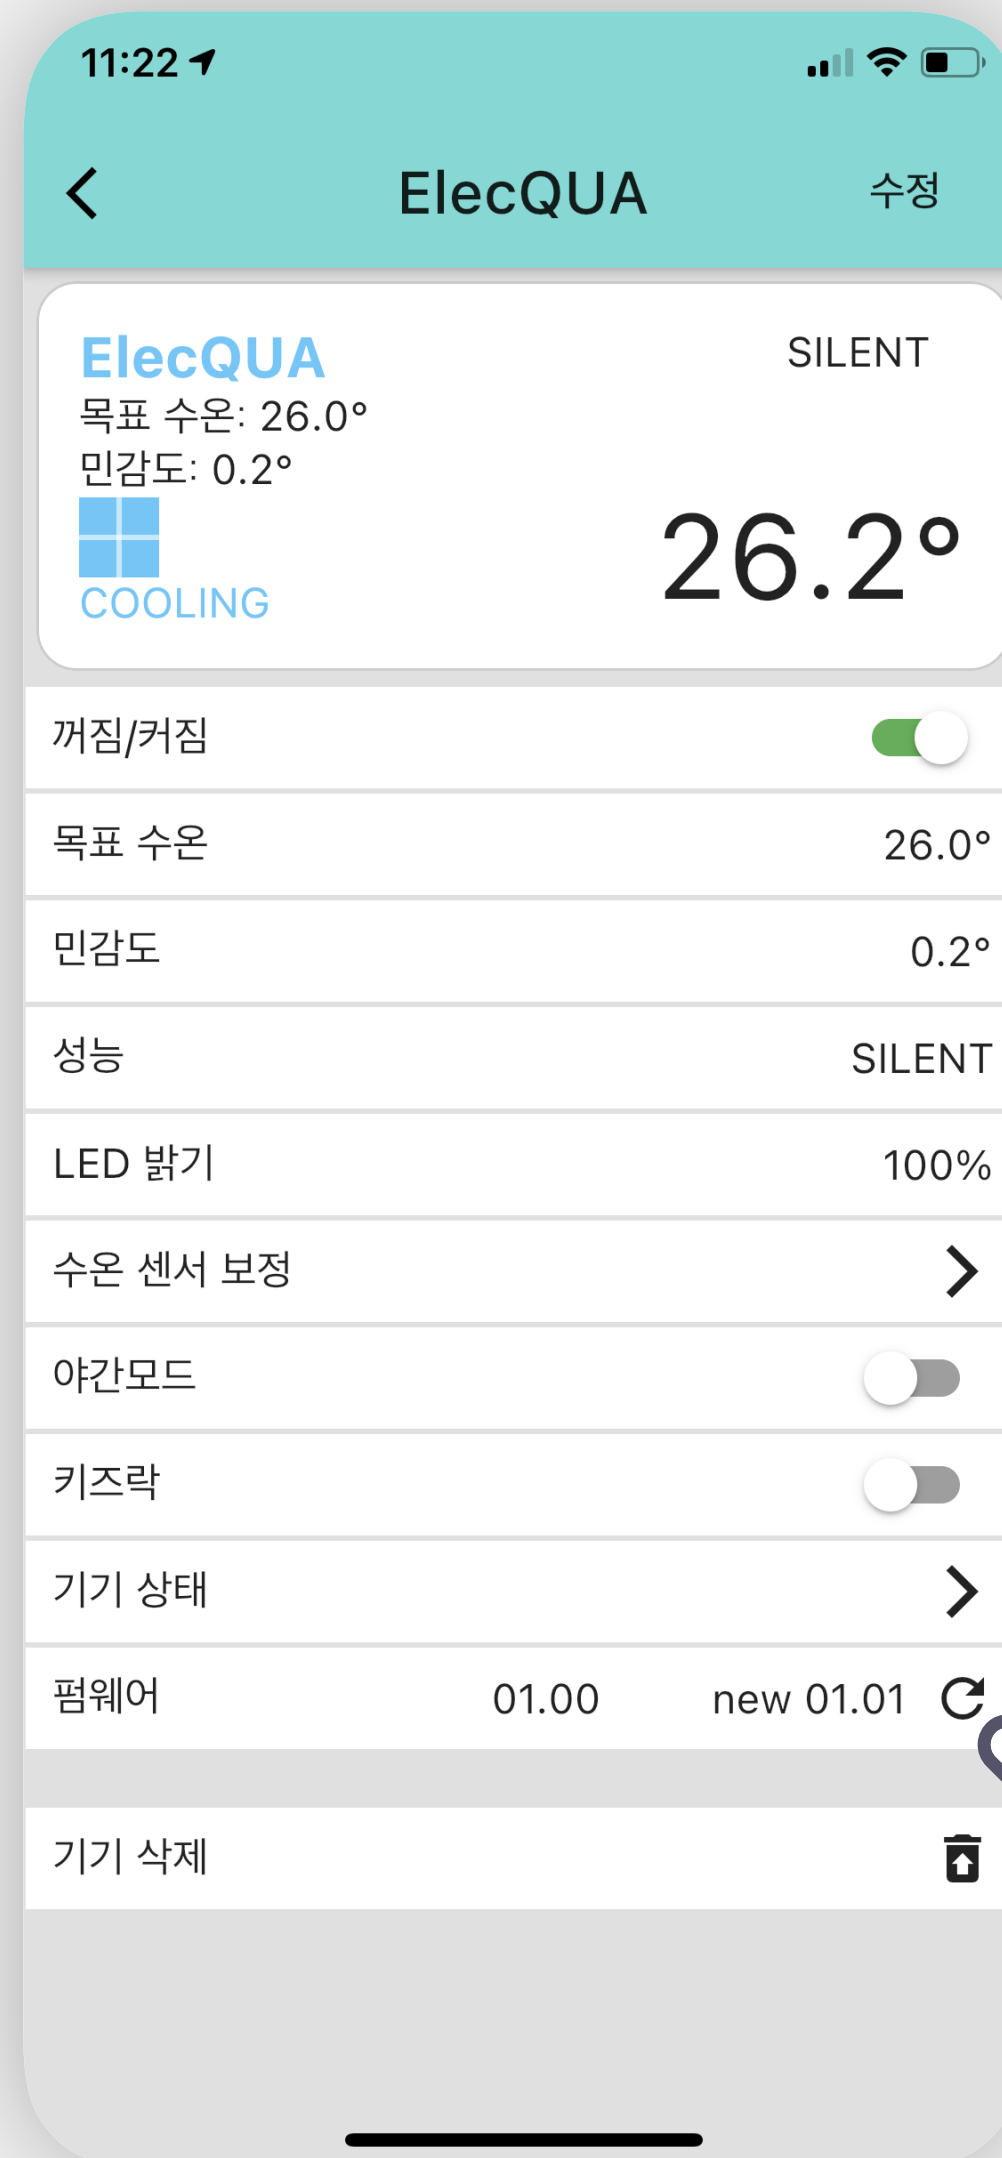 11:22
ElecQUA 수정
ElecQUA SILENT
목표 수온: 26.0°
민감도: 0.2°
26.2°
COOLING
꺼짐/커짐
목표 수온 26.0°
민감도 0.2°
성능 SILENT
LED 밝기 100%
수온 센서 보정
야간모드
키즈락
기기 상태
펌웨어 01.00 new 01.01
기기 삭제